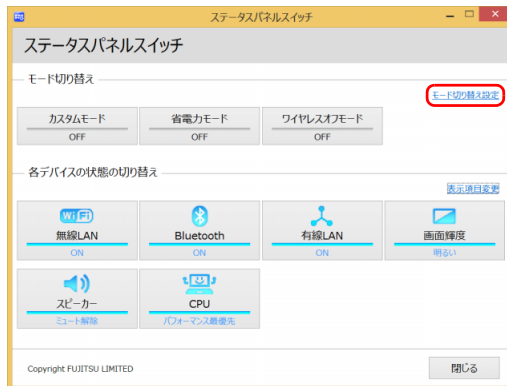 ステータスパネルスイッチ
ステータスパネルスイッチ
モード切り替え
モード切り替え設定
カスタムモード 省電力モード ワイヤレスオフモード
OFF OFF OFF
各デバイスの状態の切り替え
表示項目変更
WiFi
無線LAN Bluetooth 有線LAN 画面輝度
ON ON ON 明るい
スピーカー CPU
ミュート解除 パフォーマンス最優先
Copyright FUJITSU LIMITED 閉じる